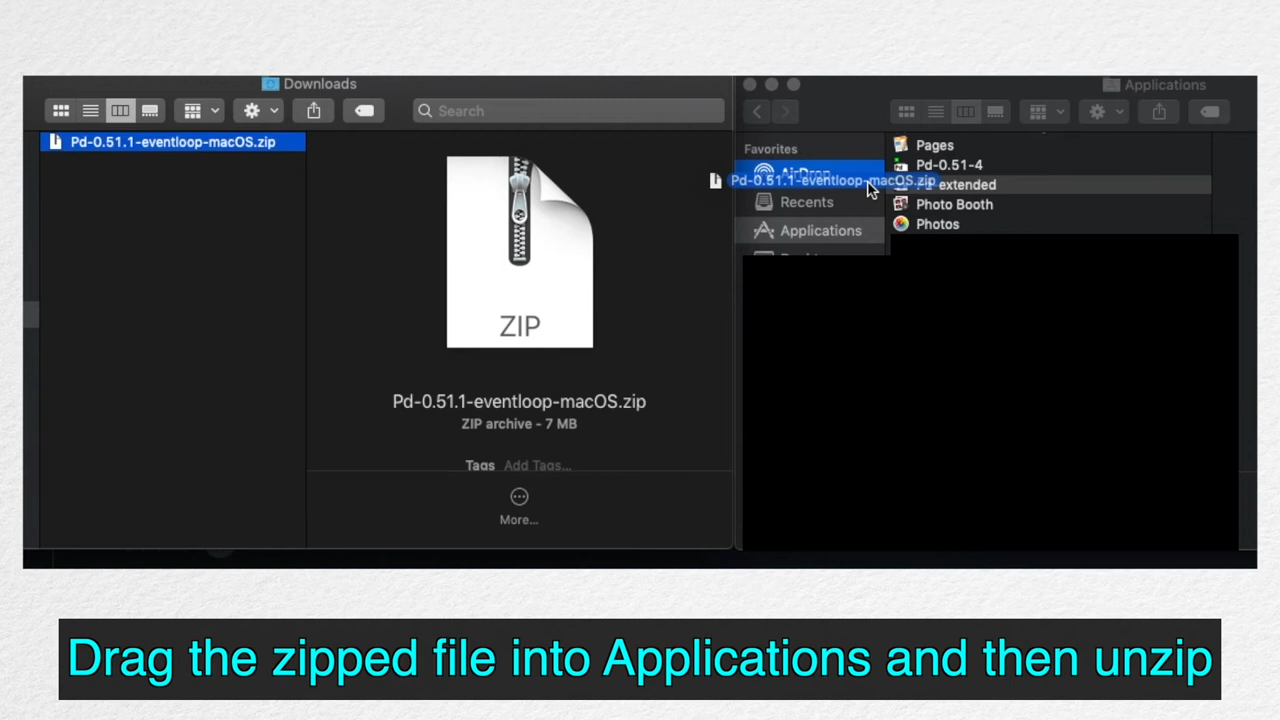 Downloads
Search
Pd-0.51.1-eventloop-macOS.zip
ZIP
Pd-0.51.1-eventloop-macOS.zip
ZIP archive - 7 MB
Tags Add Tags...
More...
Applications
Favorites
AirDrop
Pd-0.51.1-eventloop-macOS.zip
Recents
Applications
Pages
Pd-0.51-4
extended
Photo Booth
Photos
Drag the zipped file into Applications and then unzip